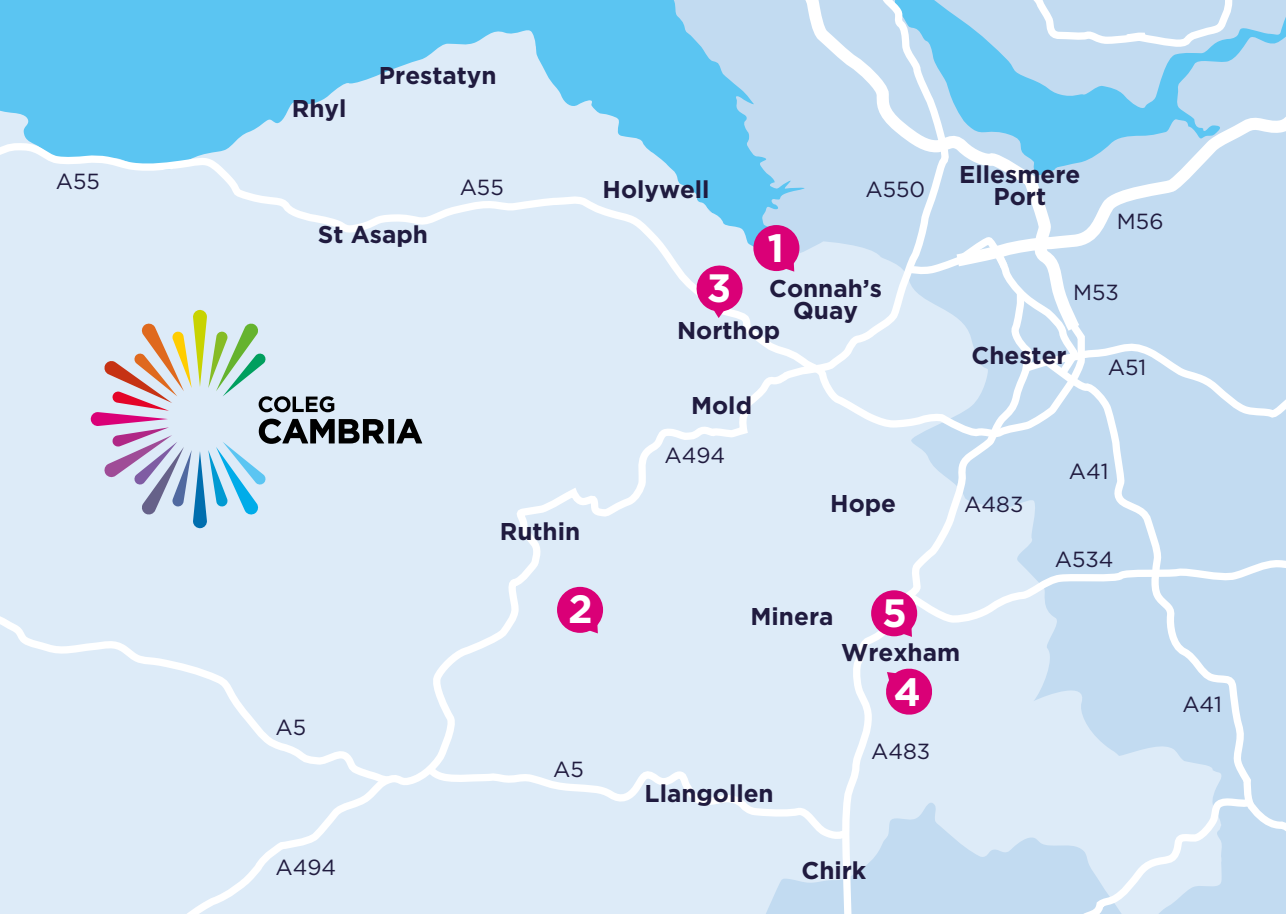 Prestatyn
Rhyl
A55
A55
Holywell
A550
Ellesmere
Port
M56
St Asaph
1
3
Connah's
Quay
M53
Northop
COLEG
CAMBRIA
Chester
A51
Mold
A494
A41
Hope
A483
Ruthin
A534
2
Minera
5
Wrexham
4
A41
A5
A483
A5
Llangollen
A494
Chirk